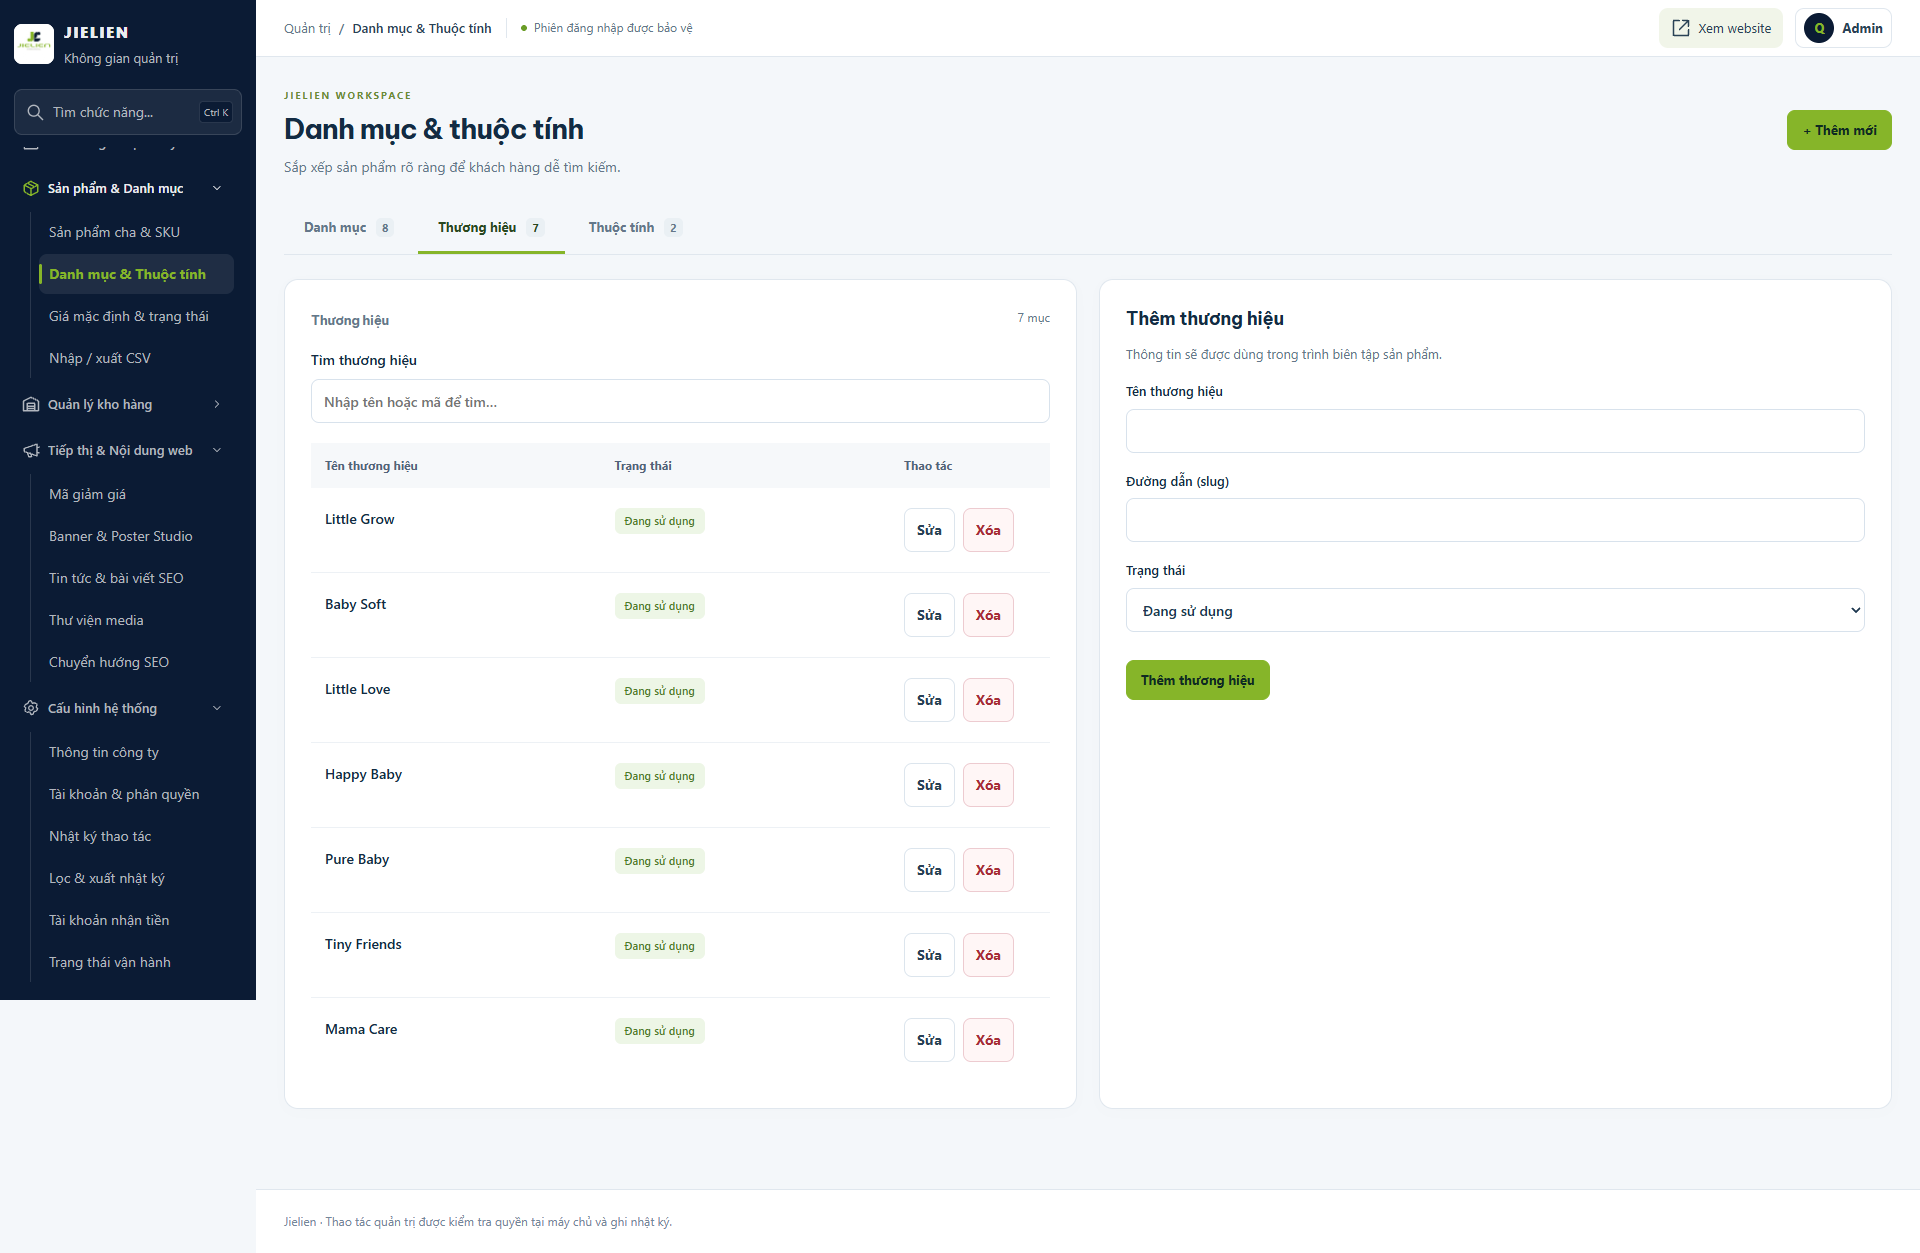 JIELIEN
Không gian quản trị
Tìm chức năng...
Ctrl K
Sản phẩm & Danh mục
Sản phẩm cha & SKU
Danh mục & Thuộc tính
Giá mặc định & trạng thái
Nhập / xuất CSV
Quản lý kho hàng
Tiếp thị & Nội dung web
Mã giảm giá
Banner & Poster Studio
Tin tức & bài viết SEO
Thư viện media
Chuyển hướng SEO
Cấu hình hệ thống
Thông tin công ty
Tài khoản & phân quyền
Nhật ký thao tác
Lọc & xuất nhật ký
Tài khoản nhận tiền
Trạng thái vận hành
Quản trị / Danh mục & Thuộc tính
Phiên đăng nhập được bảo vệ
Xem website
Q Admin
JIELIEN WORKSPACE
Danh mục & thuộc tính
Sắp xếp sản phẩm rõ ràng để khách hàng dễ tìm kiếm.
+ Thêm mới
Danh mục 8
Thương hiệu 7
Thuộc tính 2
Thương hiệu
7 mục
Tìm thương hiệu
Nhập tên hoặc mã để tìm...
Tên thương hiệu Trạng thái Thao tác
Little Grow Đang sử dụng Sửa Xóa
Baby Soft Đang sử dụng Sửa Xóa
Little Love Đang sử dụng Sửa Xóa
Happy Baby Đang sử dụng Sửa Xóa
Pure Baby Đang sử dụng Sửa Xóa
Tiny Friends Đang sử dụng Sửa Xóa
Mama Care Đang sử dụng Sửa Xóa
Thêm thương hiệu
Thông tin sẽ được dùng trong trình biên tập sản phẩm.
Tên thương hiệu
Đường dẫn (slug)
Trạng thái
Đang sử dụng
Thêm thương hiệu
Jielien · Thao tác quản trị được kiểm tra quyền tại máy chủ và ghi nhật ký.